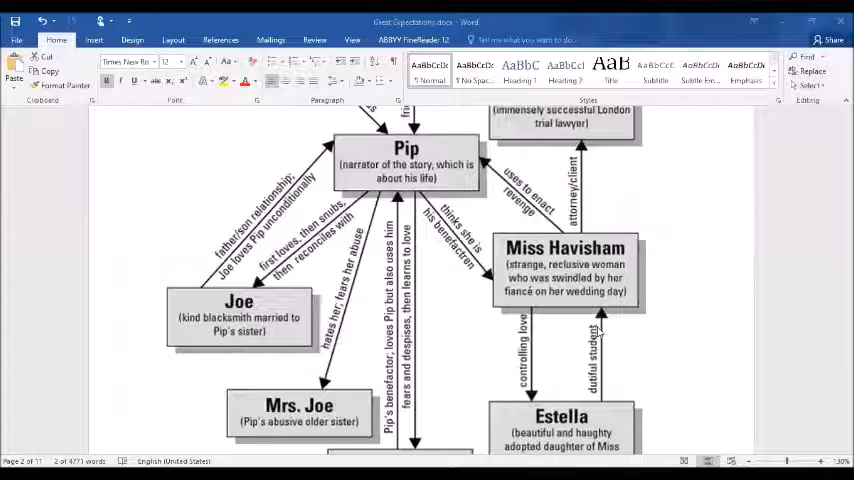 Great Expectations.docx - Word
File Home Insert Design Layout References Mailings Review View ABBYY FineReader 12 Tell me what you want to do... Share
Paste
Cut
Copy
Format Painter
Times New Ro 12
AaBbCcDc AaBbCcDc AaBbC AaBbCcI AaB AaBbCcD AaBbCcDc AaBbCcDc
¶ Normal ¶ No Spac... Heading 1 Heading 2 Title Subtitle Subtle Em... Emphasis
Find
Replace
Select
Clipboard Font Paragraph Styles Editing
(immensely successful London
trial lawyer)
Pip
(narrator of the story, which is
about his life)
father/son relationship;
Joe loves Pip unconditionally
first loves, then snubs,
then reconciles with
hates her; fears her abuse
Pip's benefactor; loves Pip but also uses him
fears and despises, then learns to love
thinks she is
his benefactren
uses to enact
revenge
attorney/client
Miss Havisham
(strange, reclusive woman
who was swindled by her
fiancé on her wedding day)
Joe
(kind blacksmith married to
Pip's sister)
controlling love
dutiful student
Mrs. Joe
(Pip's abusive older sister)
Estella
(beautiful and haughty
adopted daughter of Miss
Page 2 of 11 2 of 4771 words English (United States) 130%